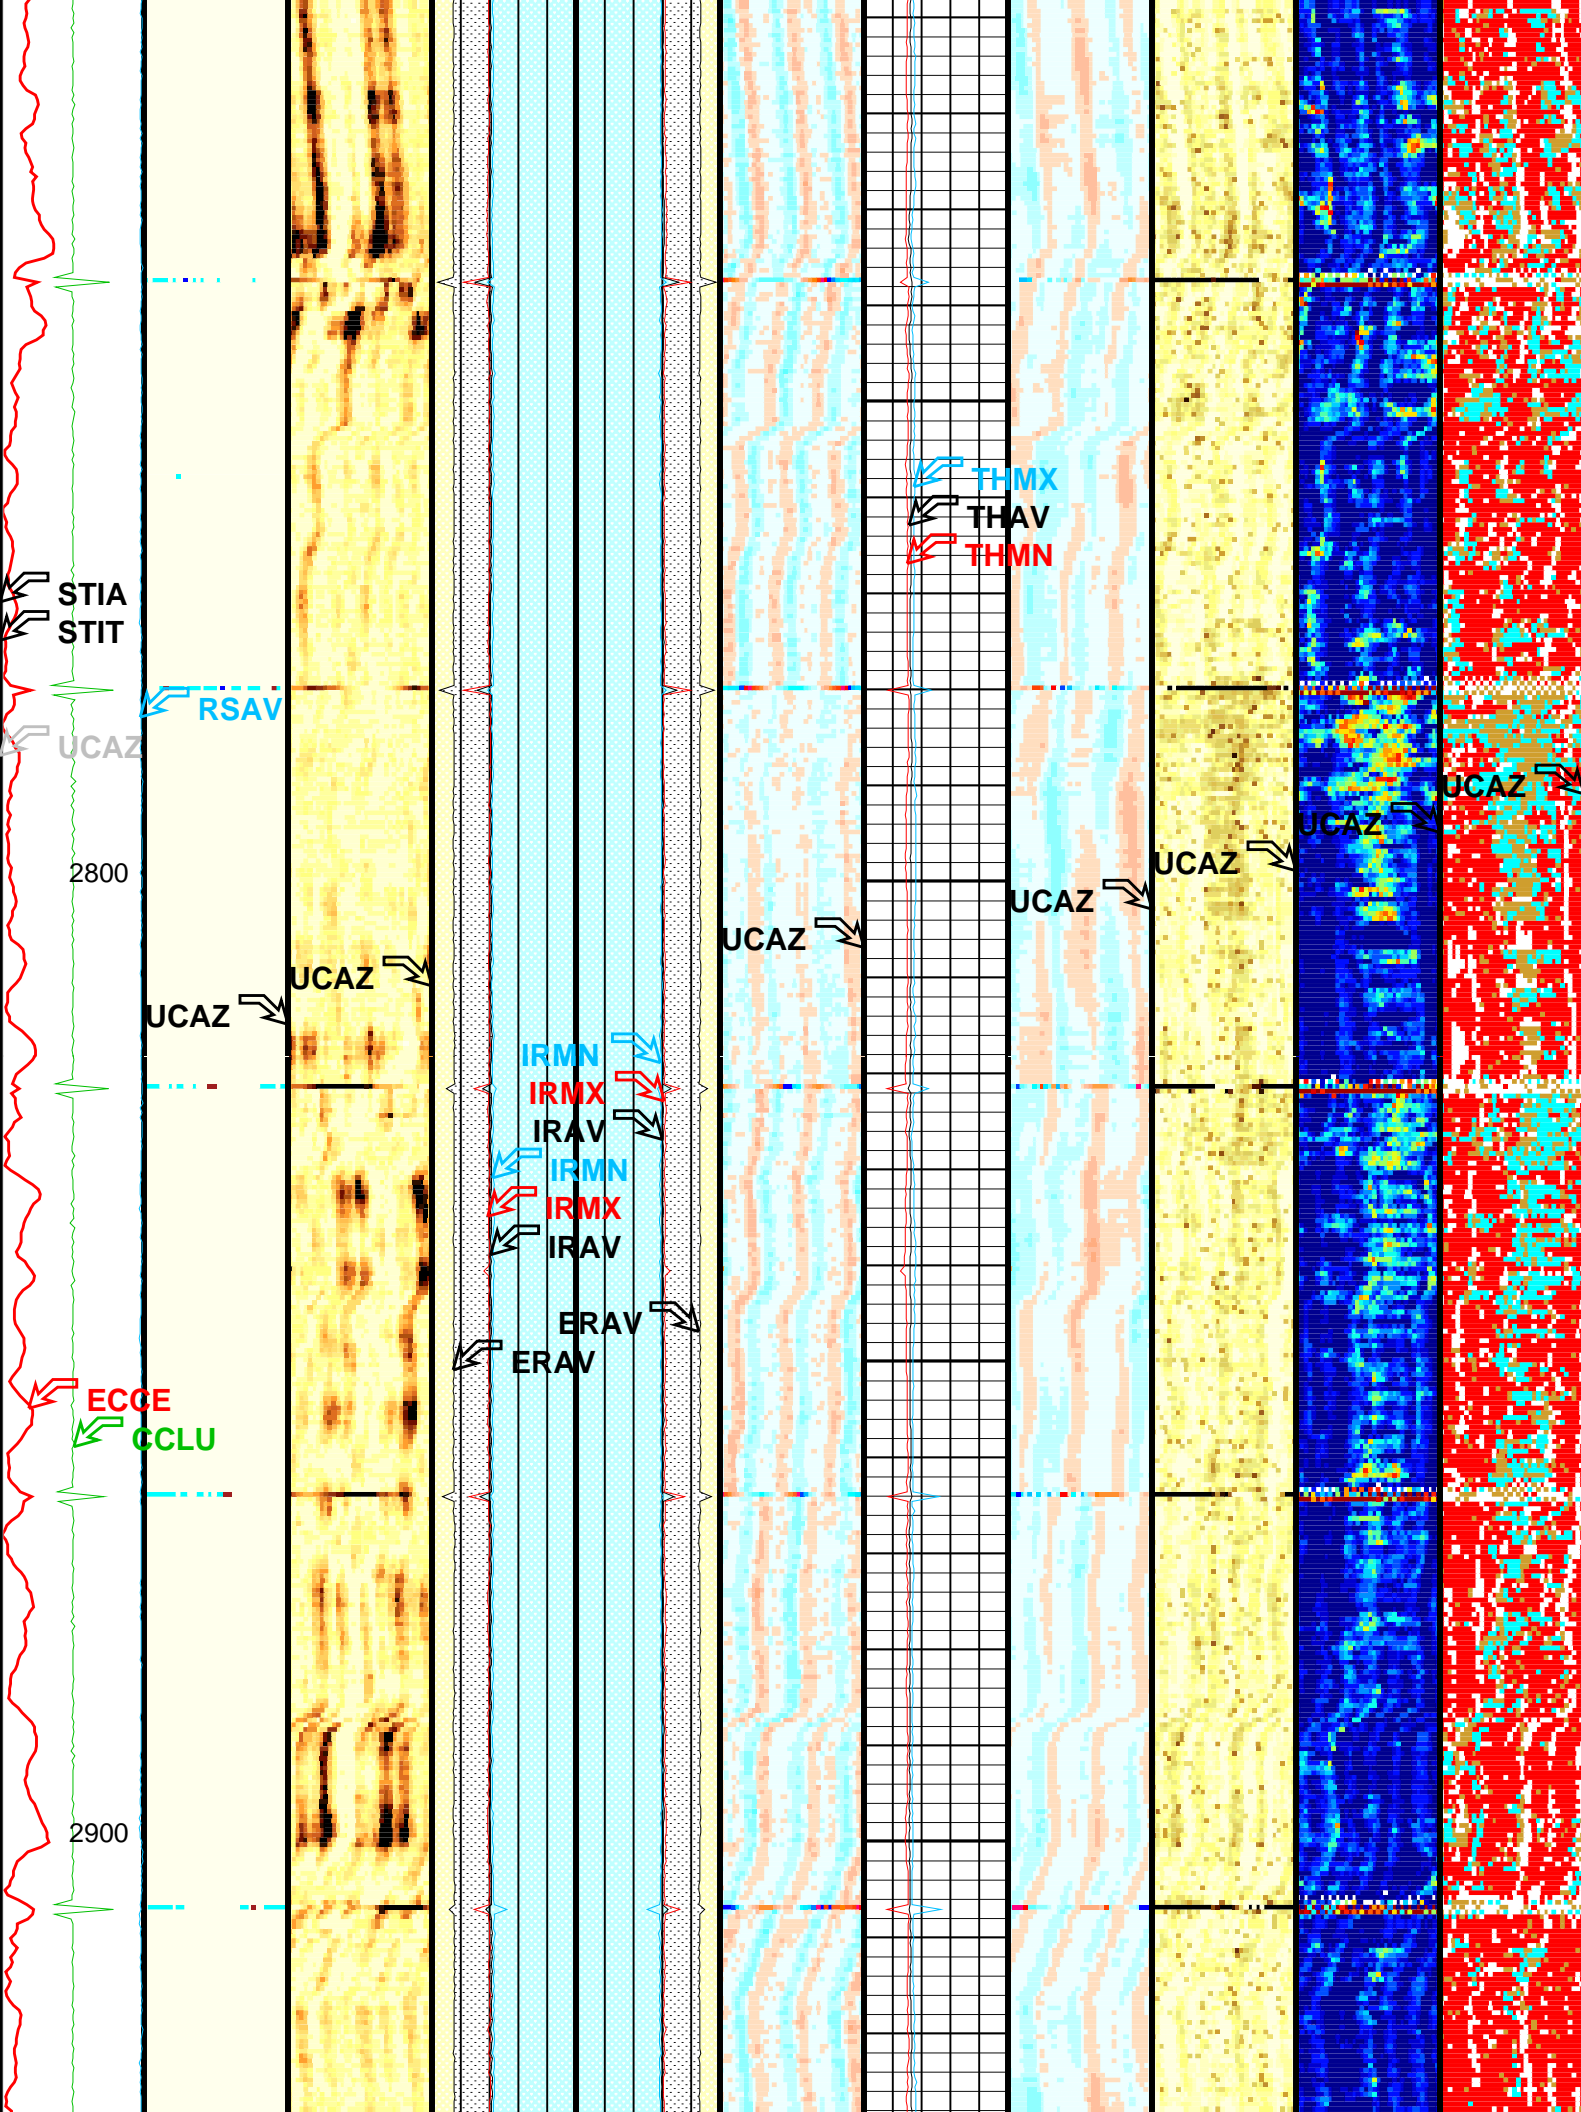 THMX
THAV
THMN
STIA
STIT
RSAV
UCAZ
UCAZ
UCAZ
UCAZ
2800
UCAZ
UCAZ
UCAZ
UCAZ
IRMN
IRMX
IRAV
IRMN
IRMX
IRAV
ERAV
ERAV
ECCE
CCLU
2900